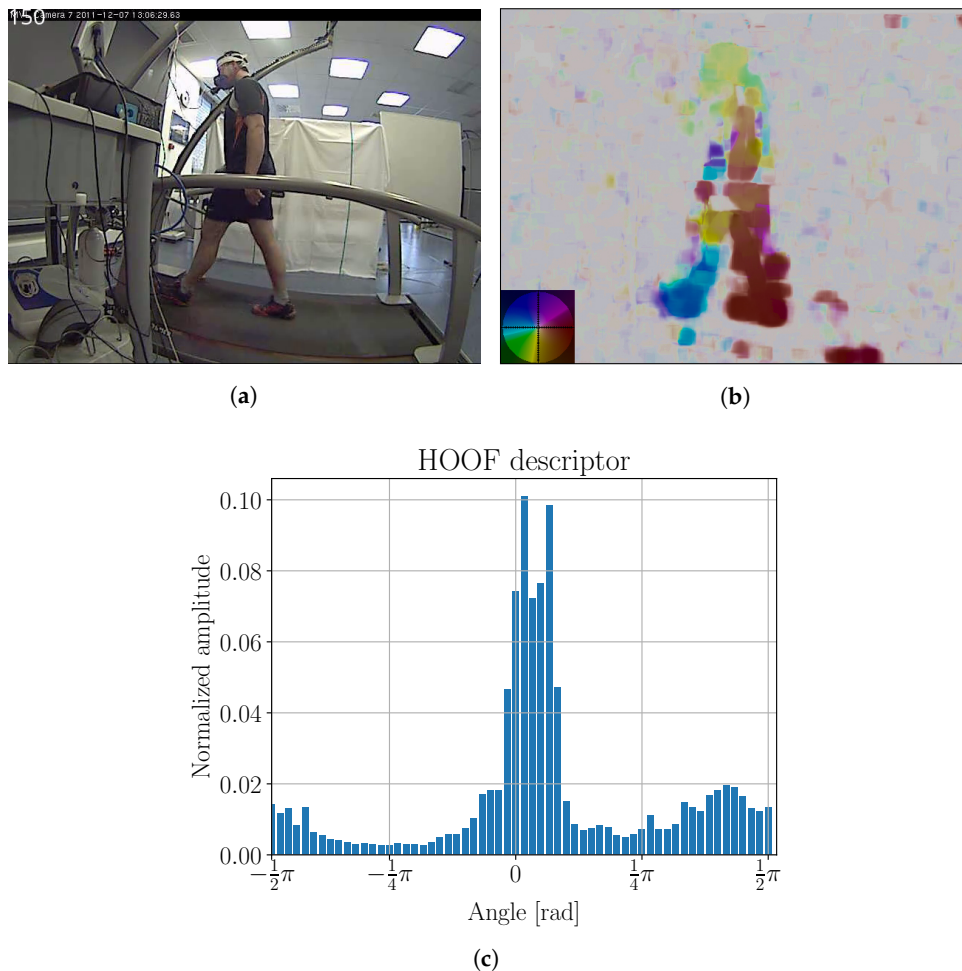 150
MV Camera 7 2011-12-07 13:06:29.63
(a)
(b)
HOOF descriptor
Normalized amplitude
0.10
0.08
0.06
0.04
0.02
0.00
−½π
−¼π
0
¼π
½π
Angle [rad]
(c)